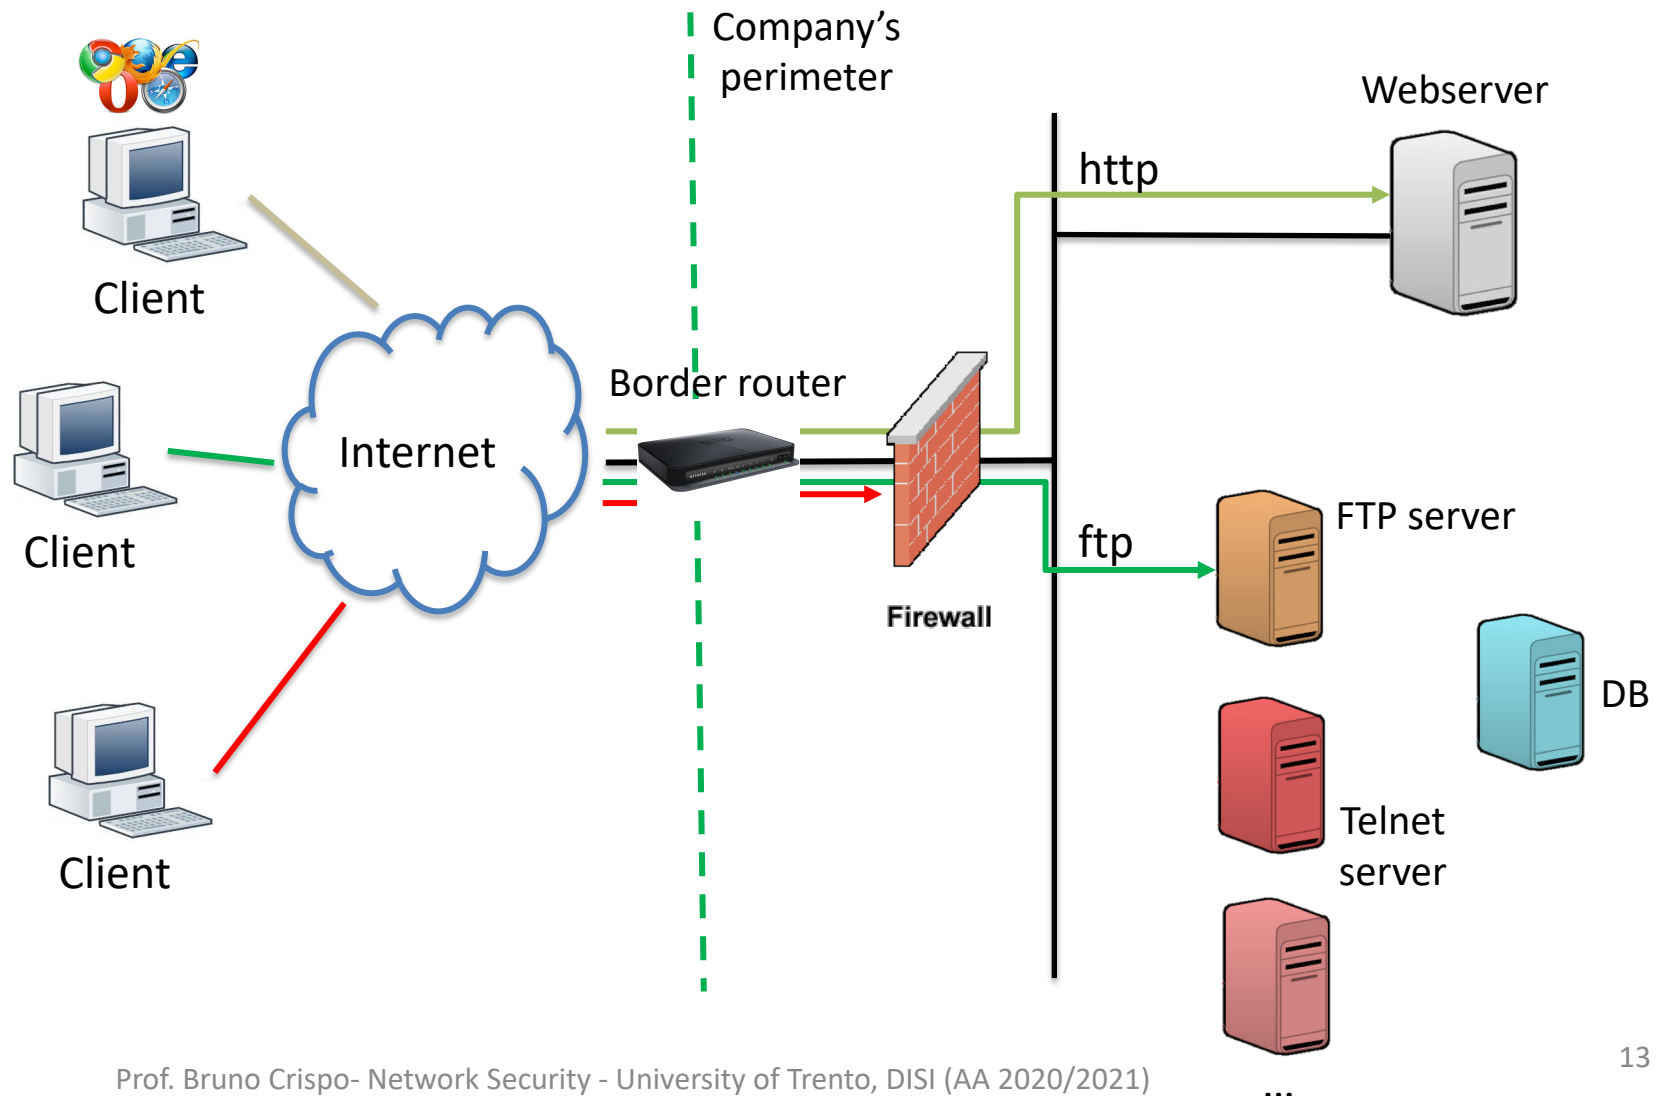 Company’s
perimeter
Webserver
http
Client
Border router
Internet
FTP server
ftp
Client
Firewall
DB
Telnet
server
Client
13
Prof. Bruno Crispo- Network Security - University of Trento, DISI (AA 2020/2021)
...